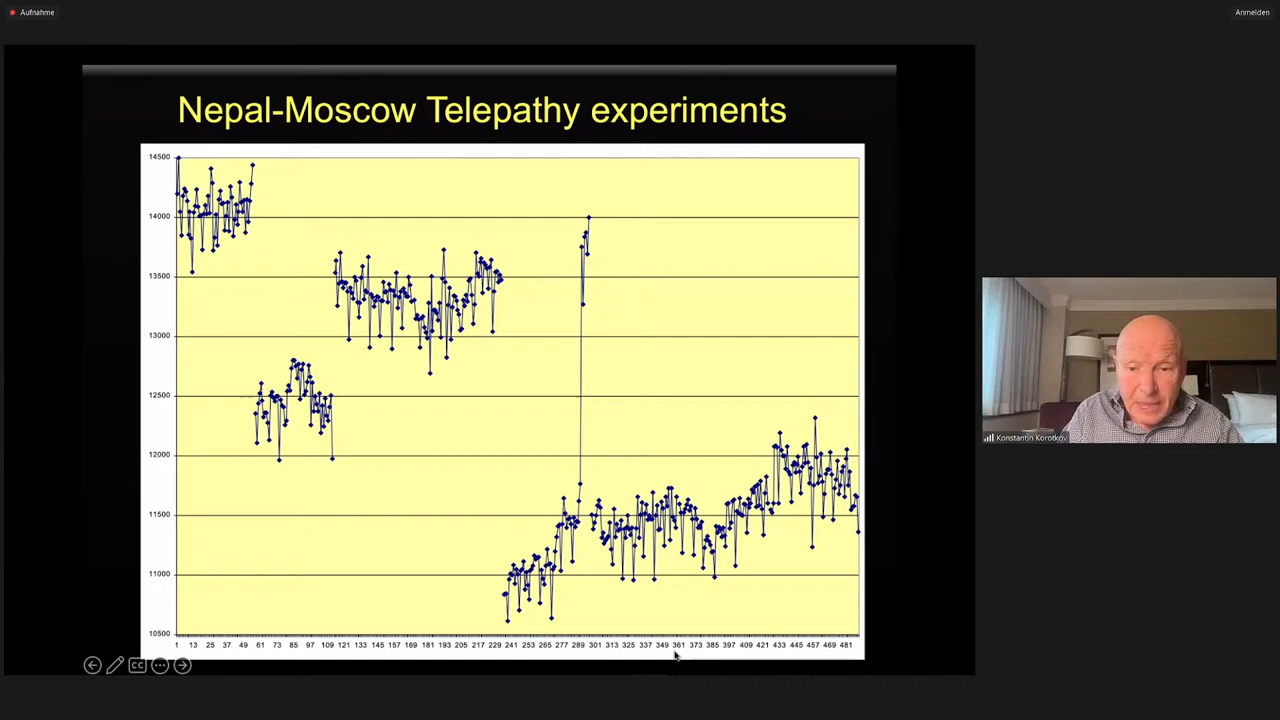 Aufnahme
Anmelden
Nepal-Moscow Telepathy experiments
14500
14000
13500
13000
12500
12000
11500
11000
10500
1 13 25 37 49 61 73 85 97 109 121 133 145 157 169 181 193 205 217 229 241 253 265 277 289 301 313 325 337 349 361 373 385 397 409 421 433 445 457 469 481
CC
Konstantin Korotkov